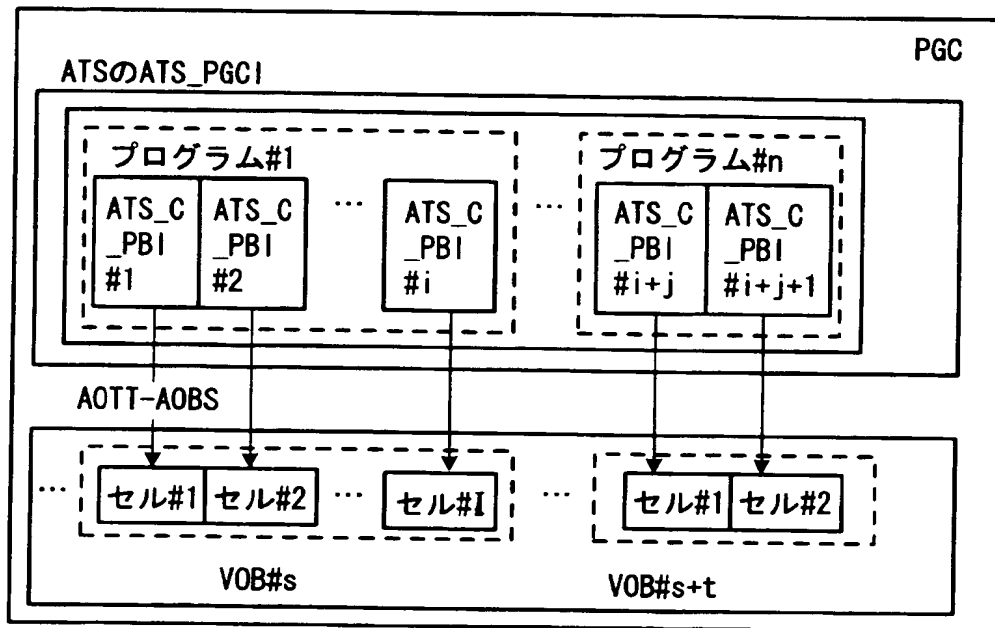 PGC
ATSのATS_PGCI
プログラム#1
プログラム#n
ATS_C
_PBI
#1
ATS_C
_PBI
#2
…
ATS_C
_PBI
#i
…
ATS_C
_PBI
#i+j
ATS_C
_PBI
#i+j+1
AOTT-AOBS
…
セル#1
セル#2
…
セル#I
…
セル#1
セル#2
VOB#s
VOB#s+t